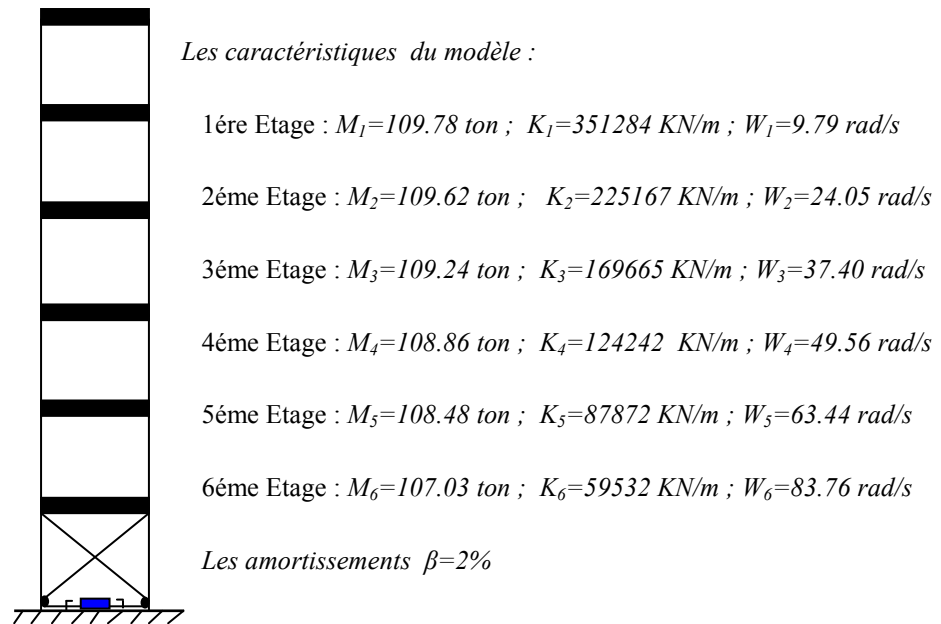 Les caractéristiques du modèle :
1ére Etage : M1=109.78 ton ; K1=351284 KN/m ; W1=9.79 rad/s
2éme Etage : M2=109.62 ton ; K2=225167 KN/m ; W2=24.05 rad/s
3éme Etage : M3=109.24 ton ; K3=169665 KN/m ; W3=37.40 rad/s
4éme Etage : M4=108.86 ton ; K4=124242 KN/m ; W4=49.56 rad/s
5éme Etage : M5=108.48 ton ; K5=87872 KN/m ; W5=63.44 rad/s
6éme Etage : M6=107.03 ton ; K6=59532 KN/m ; W6=83.76 rad/s
Les amortissements β=2%